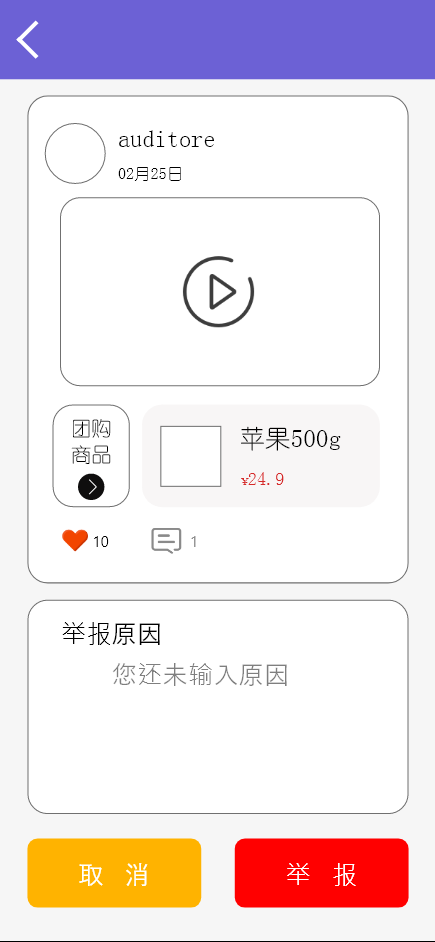 auditore
02月25日
团购
商品
苹果500g
¥24.9
10
1
举报原因
您还未输入原因
取 消
举 报